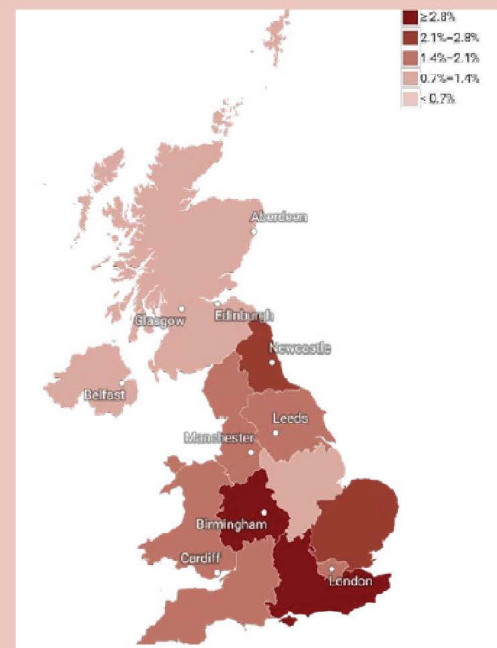 ≥2.8%
2.1%–2.8%
1.4%–2.1%
0.7%–1.4%
<0.7%
Aberdeen
Glasgow
Edinburgh
Newcastle
Belfast
Leeds
Manchester
Birmingham
Cardiff
London